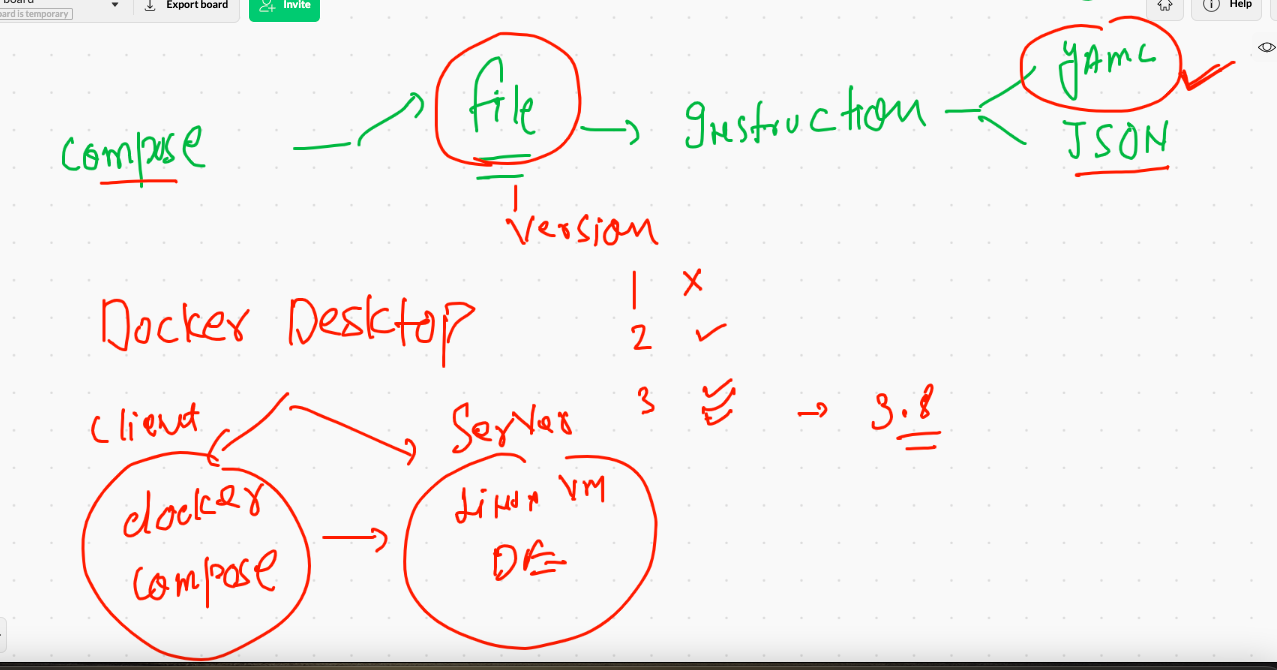 Board
ard is temporary
Export board
Invite
Help
compose
file
Instruction
YAML
JSON
Version
1 x
2 ✓
3 → 3.8
Docker Desktop
client
Server
docker
compose
Linux VM
DE